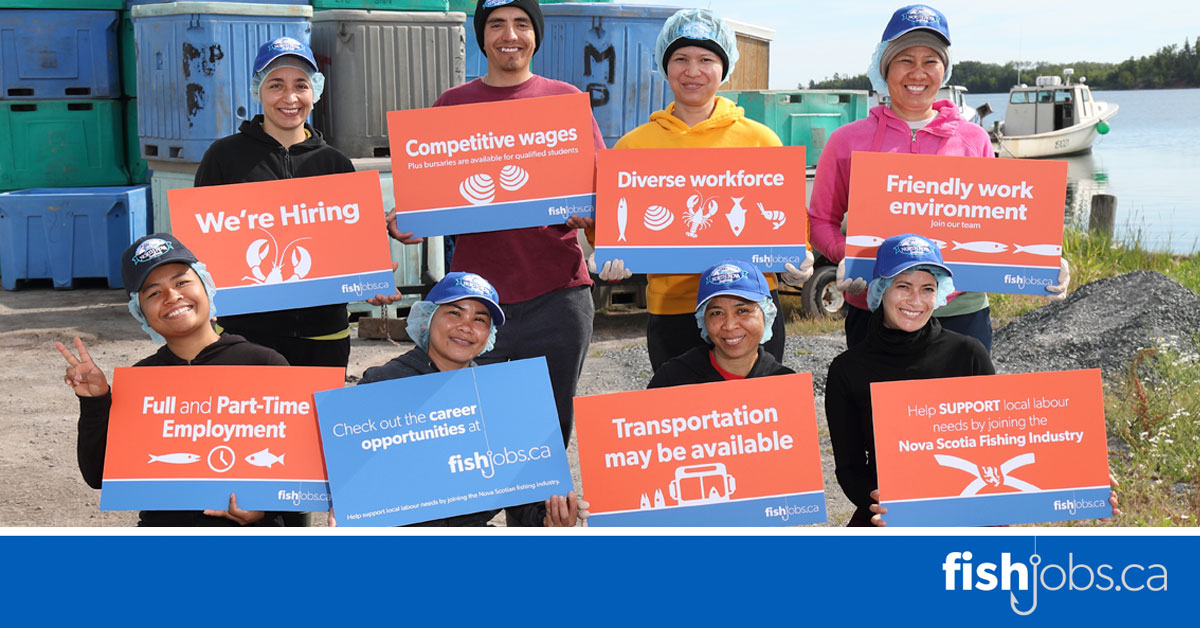 We're Hiring
fishjobs.ca
Competitive wages
Plus bursaries are available for qualified students
fishjobs.ca
Diverse workforce
fishjobs.ca
Friendly work
environment
Join our team
fishjobs.ca
Full and Part-Time
Employment
fishjobs.ca
Check out the career
opportunities at
fishjobs.ca
Help support local labour needs by joining the Nova Scotian fishing industry.
Transportation
may be available
fishjobs.ca
Help SUPPORT local labour
needs by joining the
Nova Scotia Fishing Industry
fishjobs.ca
fishjobs.ca